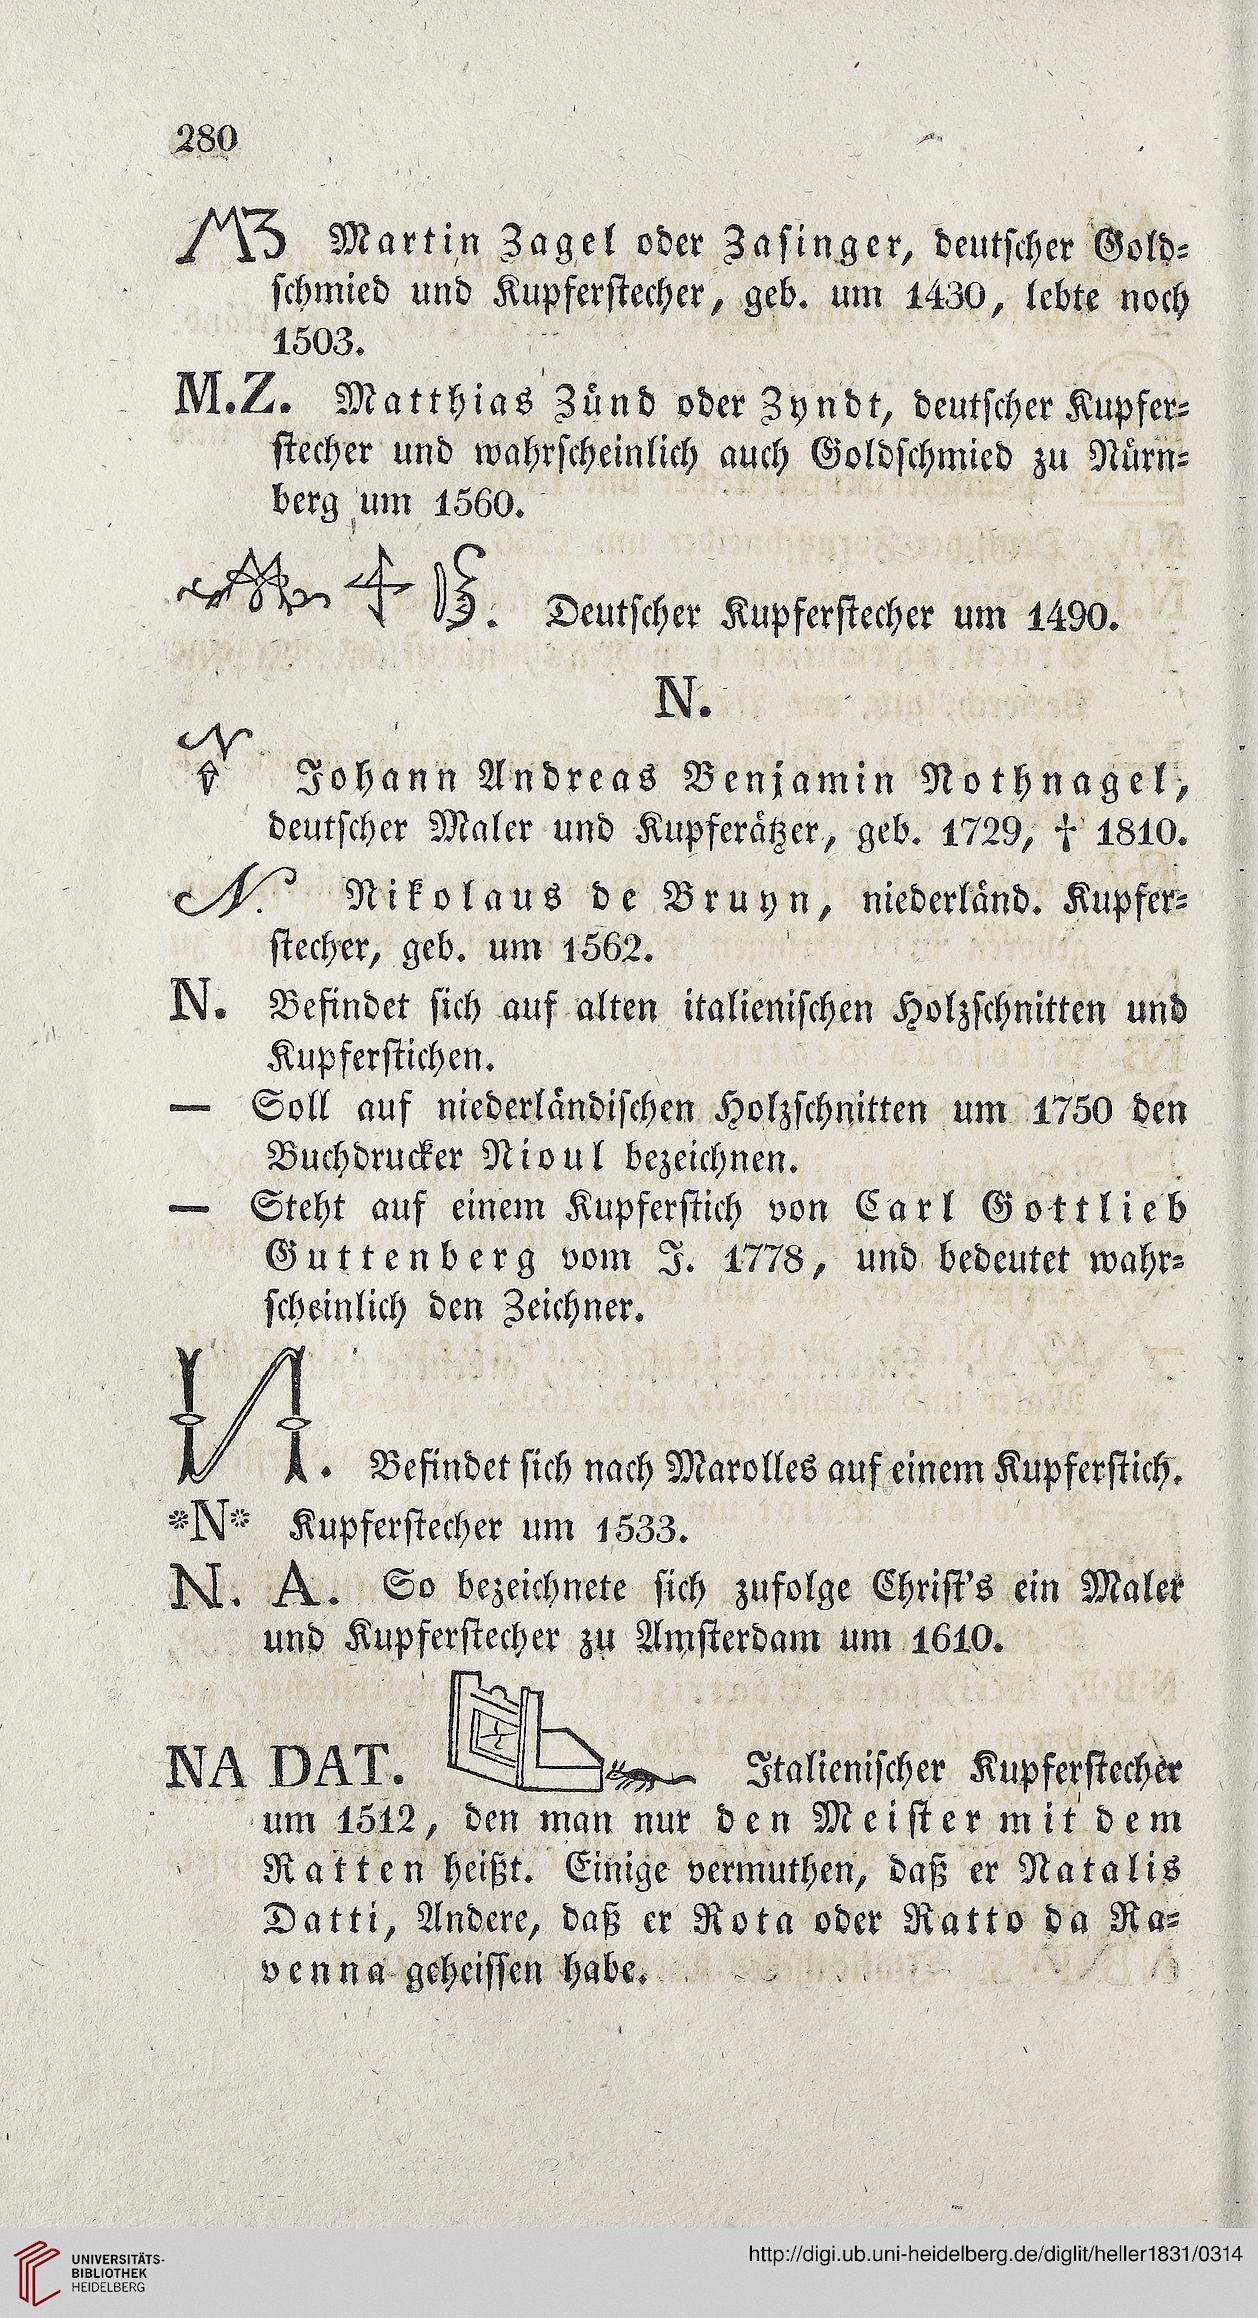 280
MZ Martin Zagel oder Zasinger, deutscher Gold=
schmied und Kupferstecher, geb. um 1430, lebte noch
1503.
M.Z. Matthias Zünd oder Zyndt, deutscher Kupfer=
stecher und wahrscheinlich auch Goldschmied zu Nürn=
berg um 1560.
Deutscher Kupferstecher um 1490.
N.
N Johann Andreas Benjamin Nothnagel,
deutscher Maler und Kupferätzer, geb. 1729, † 1810.
N. Nikolaus de Bruyn, niederländ. Kupfer=
stecher, geb. um 1562.
N. Befindet sich auf alten italienischen Holzschnitten und
Kupferstichen.
— Soll auf niederländischen Holzschnitten um 1750 den
Buchdrucker Nioul bezeichnen.
— Steht auf einem Kupferstich von Carl Gottlieb
Guttenberg vom J. 1778, und bedeutet wahr=
scheinlich den Zeichner.
N. Befindet sich nach Marolles auf einem Kupferstich.
*N* Kupferstecher um 1533.
N. A. So bezeichnete sich zufolge Christ's ein Maler
und Kupferstecher zu Amsterdam um 1610.
NA DAT. Italienischer Kupferstecher
um 1512, den man nur den Meister mit dem
Ratten heißt. Einige vermuthen, daß er Natalis
Datti, Andere, daß er Rota oder Ratto da Ra=
venna geheissen habe.
UNIVERSITÄTS-
BIBLIOTHEK
HEIDELBERG
http://digi.ub.uni-heidelberg.de/diglit/heller1831/0314